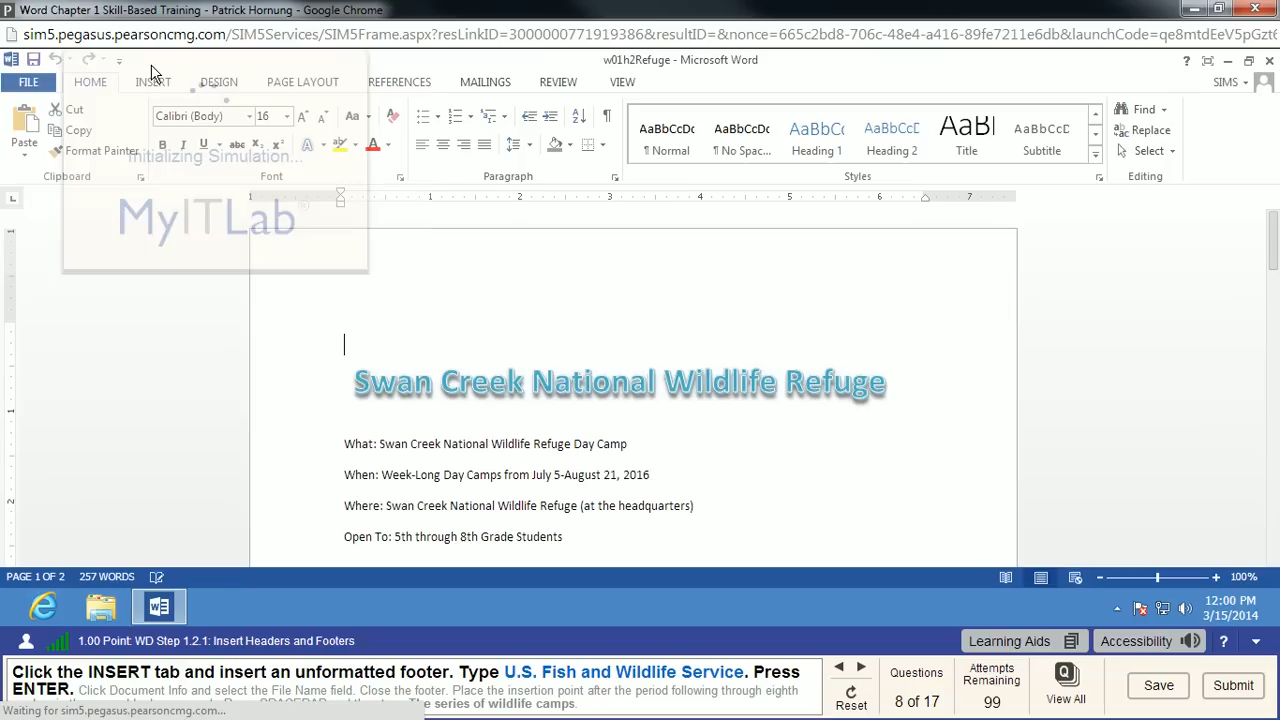 Word Chapter 1 Skill-Based Training - Patrick Hornung - Google Chrome
sim5.pegasus.pearsoncmg.com/SIM5Services/SIM5Frame.aspx?resLinkID=3000000771919386&resultID=&nonce=665c2bd8-706c-48e4-a416-89fe7211e6db&launchCode=qe8mtdEeV5pGzt6
w01h2Refuge - Microsoft Word
FILE HOME INSERT DESIGN PAGE LAYOUT REFERENCES MAILINGS REVIEW VIEW SIMS
Paste
Cut
Copy
Format Painter
Clipboard
Calibri (Body) 16
Font
Paragraph
AaBbCcDc AaBbCcDc AaBbC AaBbCcD AaBl AaBbCcD
¶ Normal ¶ No Spac... Heading 1 Heading 2 Title Subtitle
Styles
Find
Replace
Select
Editing
Initializing Simulation...
MyITLab
Swan Creek National Wildlife Refuge
What: Swan Creek National Wildlife Refuge Day Camp
When: Week-Long Day Camps from July 5-August 21, 2016
Where: Swan Creek National Wildlife Refuge (at the headquarters)
Open To: 5th through 8th Grade Students
PAGE 1 OF 2 257 WORDS 100%
12:00 PM
3/15/2014
1.00 Point: WD Step 1.2.1: Insert Headers and Footers
Learning Aids Accessibility ?
Click the INSERT tab and insert an unformatted footer. Type U.S. Fish and Wildlife Service. Press
ENTER. Click Document Info and select the File Name field. Close the footer. Place the insertion point after the period following through eighth
The series of wildlife camps.
Reset
Questions
8 of 17
Attempts
Remaining
99
View All
Save
Submit
Waiting for sim5.pegasus.pearsoncmg.com...